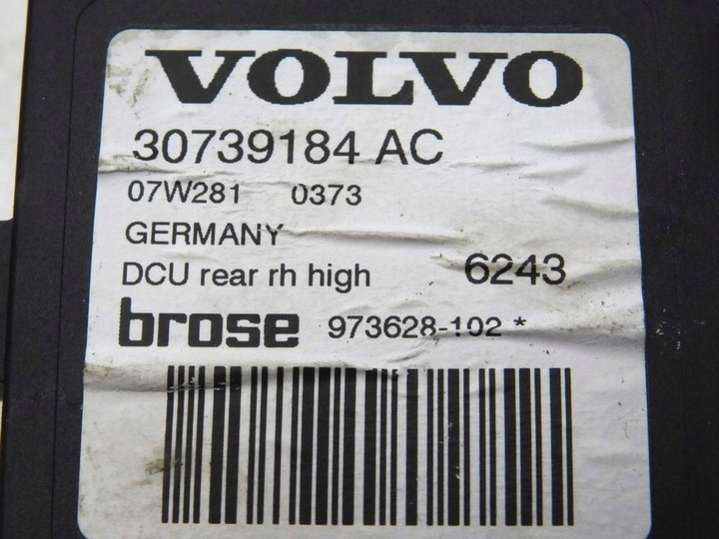 VOLVO
30739184 AC
07W281 0373
GERMANY
DCU rear rh high 6243
brose 973628-102 *